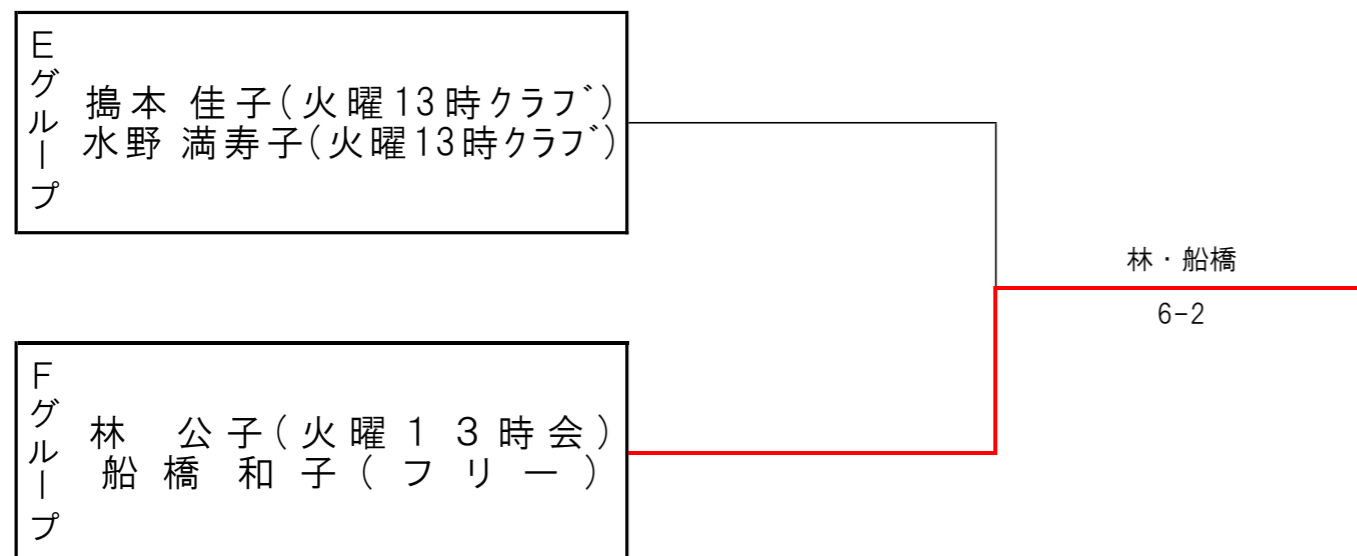 Eグループ
搗本 佳子(火曜13時クラブ)
水野 満寿子(火曜13時クラブ)
林・船橋
6-2
Fグループ
林 公子(火曜13時会)
船橋 和子(フリー)